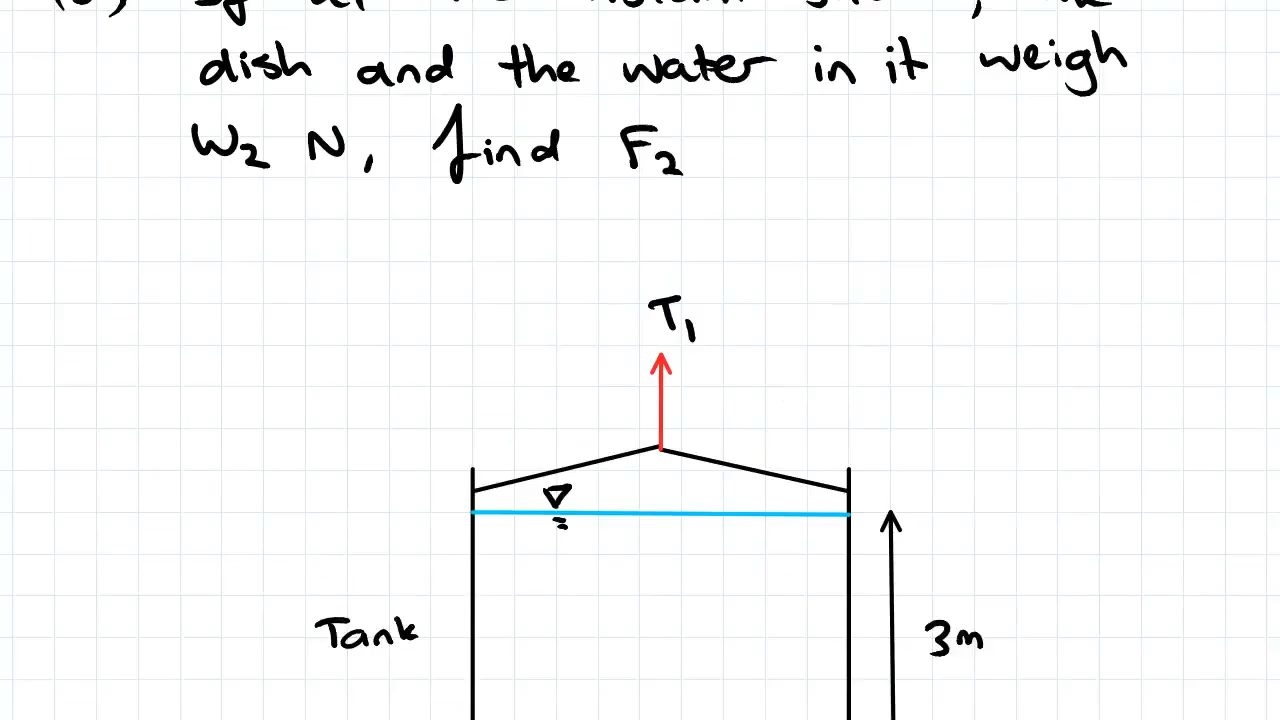 dish and the water in it weigh
W₂ N, find F₂
T₁
Tank
3m